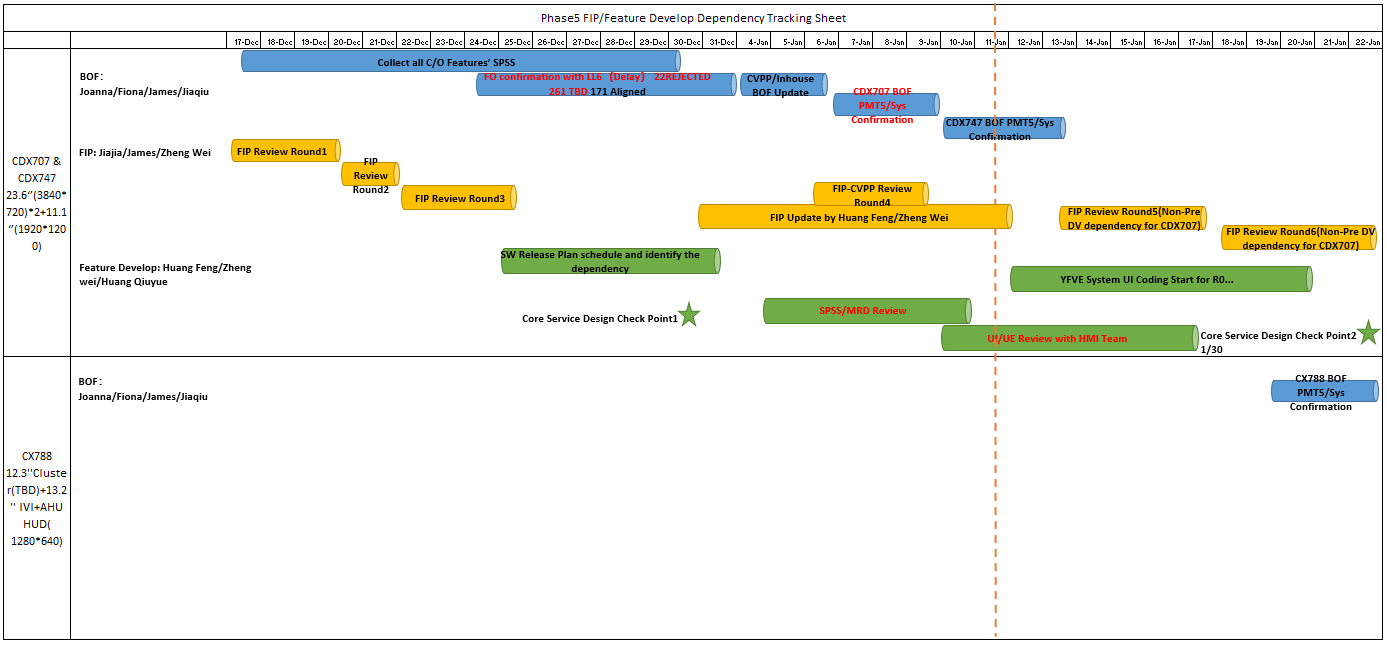 Phase5 FIP/Feature Develop Dependency Tracking Sheet
17-Dec 18-Dec 19-Dec 20-Dec 21-Dec 22-Dec 23-Dec 24-Dec 25-Dec 26-Dec 27-Dec 28-Dec 29-Dec 30-Dec 31-Dec 4-Jan 5-Jan 6-Jan 7-Jan 8-Jan 9-Jan 10-Jan 11-Jan 12-Jan 13-Jan 14-Jan 15-Jan 16-Jan 17-Jan 18-Jan 19-Jan 20-Jan 21-Jan 22-Jan
CDX707 &
CDX747
23.6″(3840*
720)*2+11.1
″(1920*120
0)
BOF：
Joanna/Fiona/James/Jiaqiu
Collect all C/O Features’ SPSS
FO confirmation with LL6（Delay） 22REJECTED
261 TBD 171 Aligned
CVPP/Inhouse
BOF Update
CDX707 BOF
PMT5/Sys
Confirmation
CDX747 BOF PMT5/Sys
Confirmation
FIP: Jiajia/James/Zheng Wei
FIP Review Round1
FIP
Review
Round2
FIP Review Round3
FIP-CVPP Review
Round4
FIP Update by Huang Feng/Zheng Wei
FIP Review Round5(Non-Pre
DV dependency for CDX707)
FIP Review Round6(Non-Pre DV
dependency for CDX707)
Feature Develop: Huang Feng/Zheng
wei/Huang Qiuyue
SW Release Plan schedule and identify the
dependency
YFVE System UI Coding Start for R0...
Core Service Design Check Point1
SPSS/MRD Review
UI/UE Review with HMI Team
Core Service Design Check Point2
1/30
CX788
12.3''Cluste
r(TBD)+13.2
'' IVI+AHU
HUD(
1280*640)
BOF：
Joanna/Fiona/James/Jiaqiu
CX788 BOF
PMT5/Sys
Confirmation